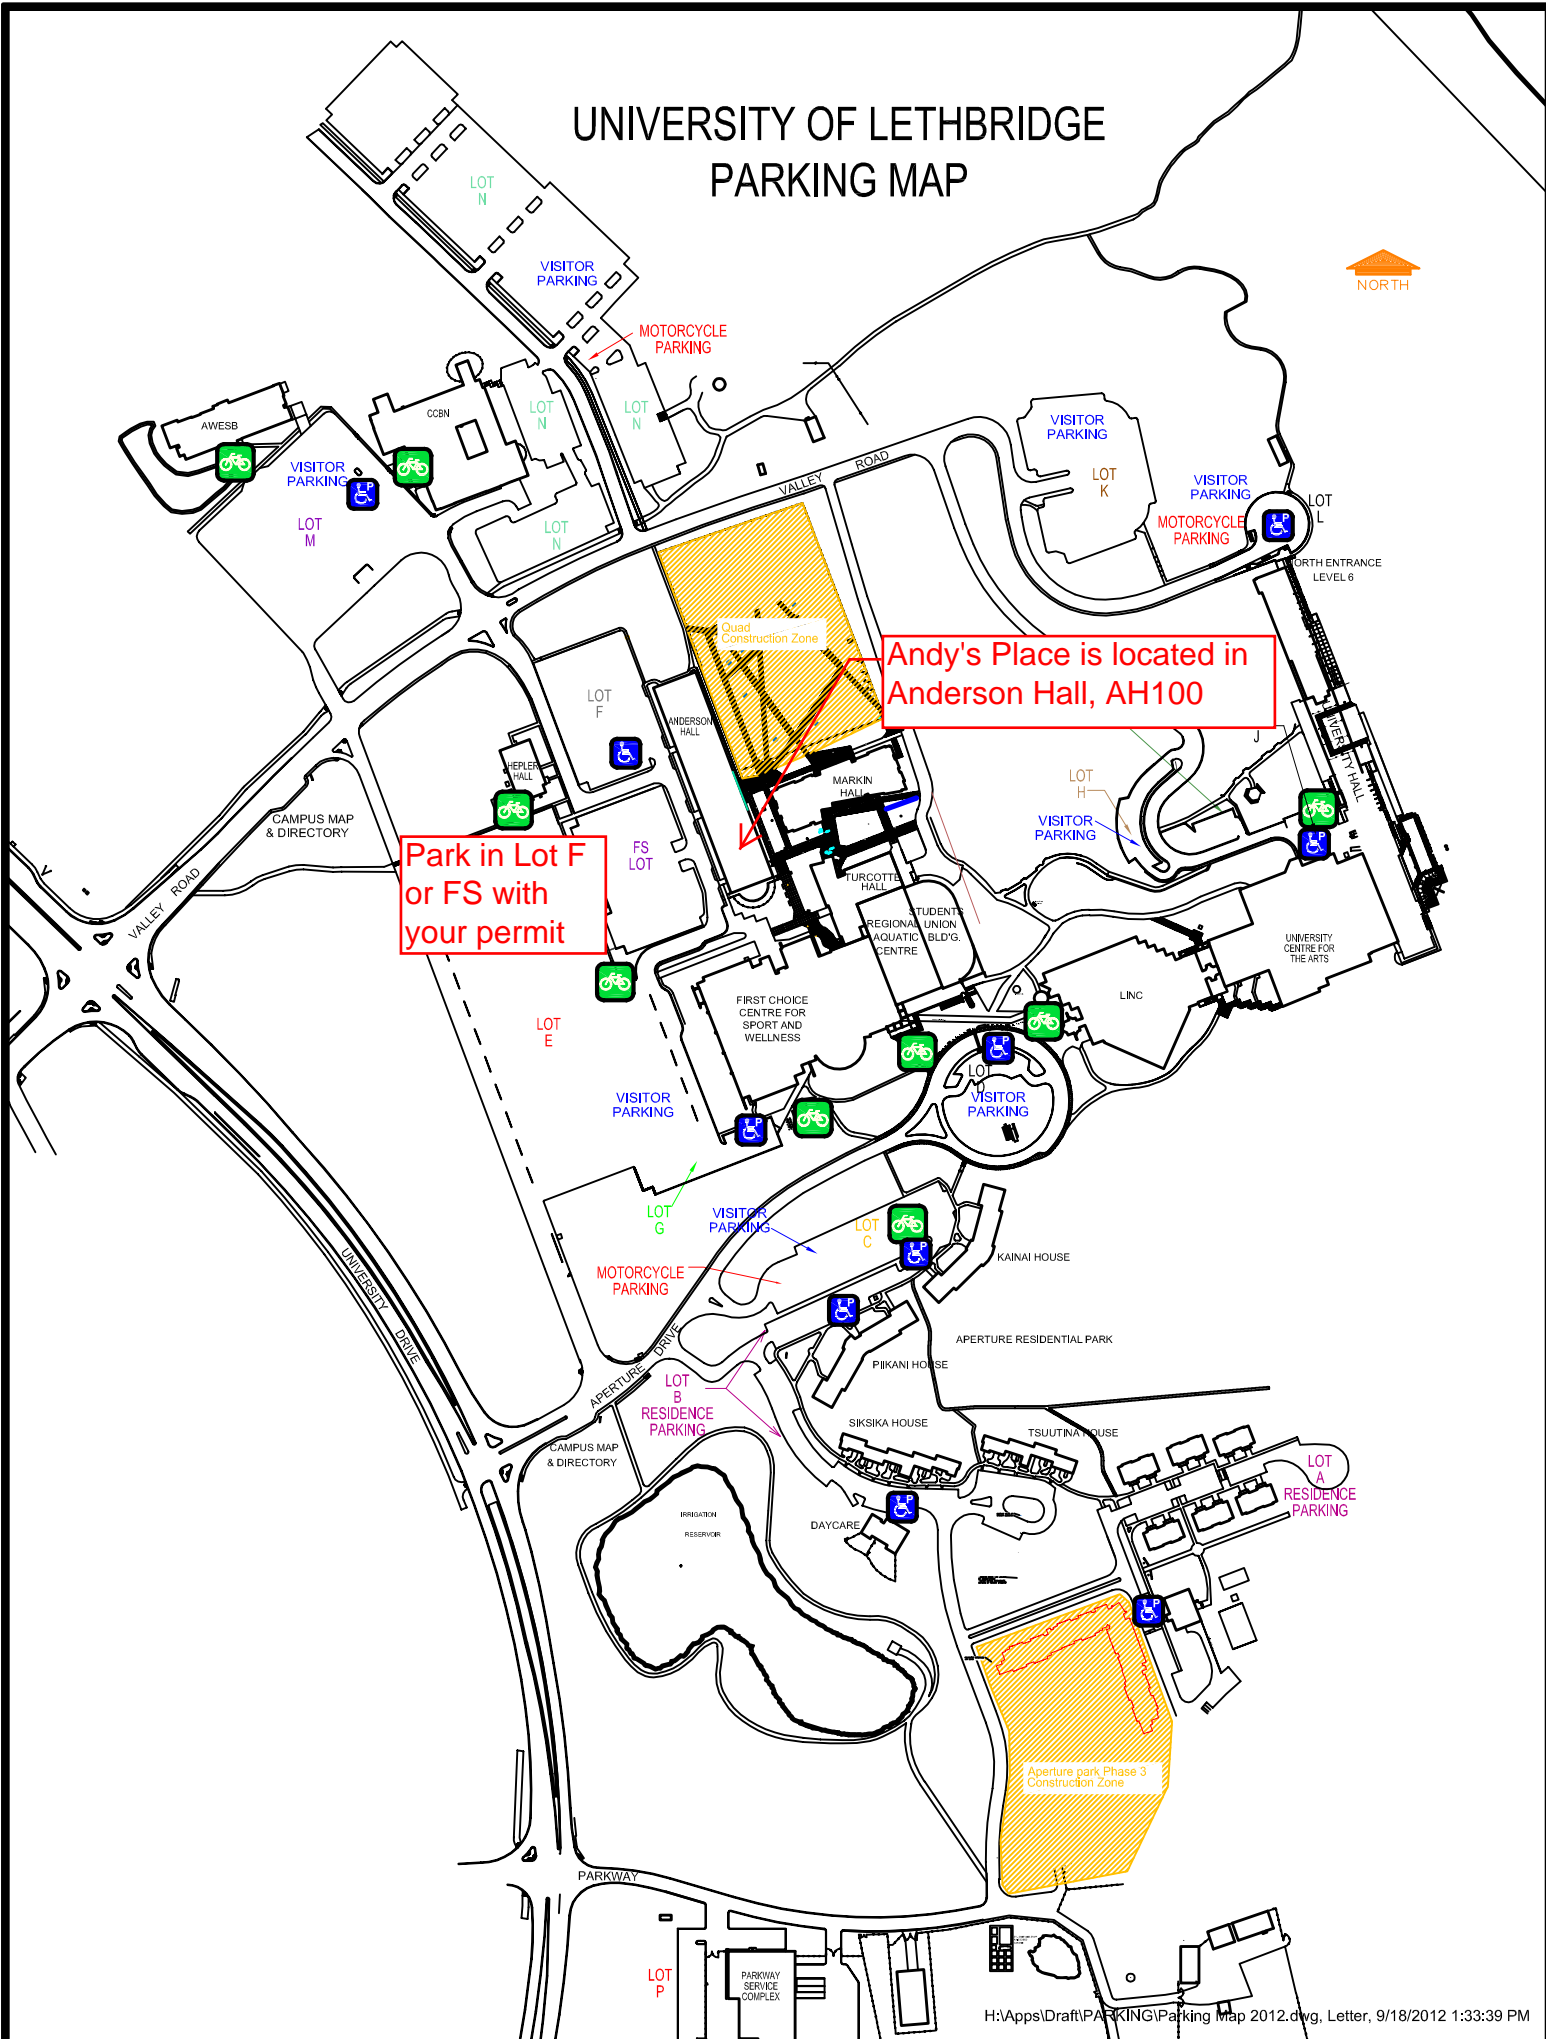 UNIVERSITY OF LETHBRIDGE
PARKING MAP
LOT
N
VISITOR
PARKING
NORTH
MOTORCYCLE
PARKING
AWESB
CCBN
LOT
N
LOT
N
VISITOR
PARKING
LOT
M
LOT
N
VALLEY ROAD
VISITOR
PARKING
LOT
K
VISITOR
PARKING
MOTORCYCLE
PARKING
LOT
L
NORTH ENTRANCE
LEVEL 6
Quad
Construction Zone
Andy's Place is located in
Anderson Hall, AH100
LOT
F
ANDERSON
HALL
HEPLER
HALL
MARKIN
HALL
J
UNIVERSITY HALL
LOT
H
VISITOR
PARKING
CAMPUS MAP
& DIRECTORY
Park in Lot F
or FS with
your permit
FS
LOT
VALLEY ROAD
TURCOTTE
HALL
STUDENTS
UNION
BLD'G.
REGIONAL
AQUATIC
CENTRE
UNIVERSITY
CENTRE FOR
THE ARTS
LINC
FIRST CHOICE
CENTRE FOR
SPORT AND
WELLNESS
LOT
E
LOT
D
VISITOR
PARKING
VISITOR
PARKING
LOT
G
VISITOR
PARKING
LOT
C
MOTORCYCLE
PARKING
KAINAI HOUSE
UNIVERSITY DRIVE
APERTURE DRIVE
APERTURE RESIDENTIAL PARK
PIIKANI HOUSE
LOT
B
RESIDENCE
PARKING
SIKSIKA HOUSE
TSUUTINA HOUSE
CAMPUS MAP
& DIRECTORY
LOT
A
RESIDENCE
PARKING
IRRIGATION
RESERVOIR
DAYCARE
Aperture park Phase 3
Construction Zone
PARKWAY
LOT
P
PARKWAY
SERVICE
COMPLEX
H:\Apps\Draft\PARKING\Parking Map 2012.dwg, Letter, 9/18/2012 1:33:39 PM